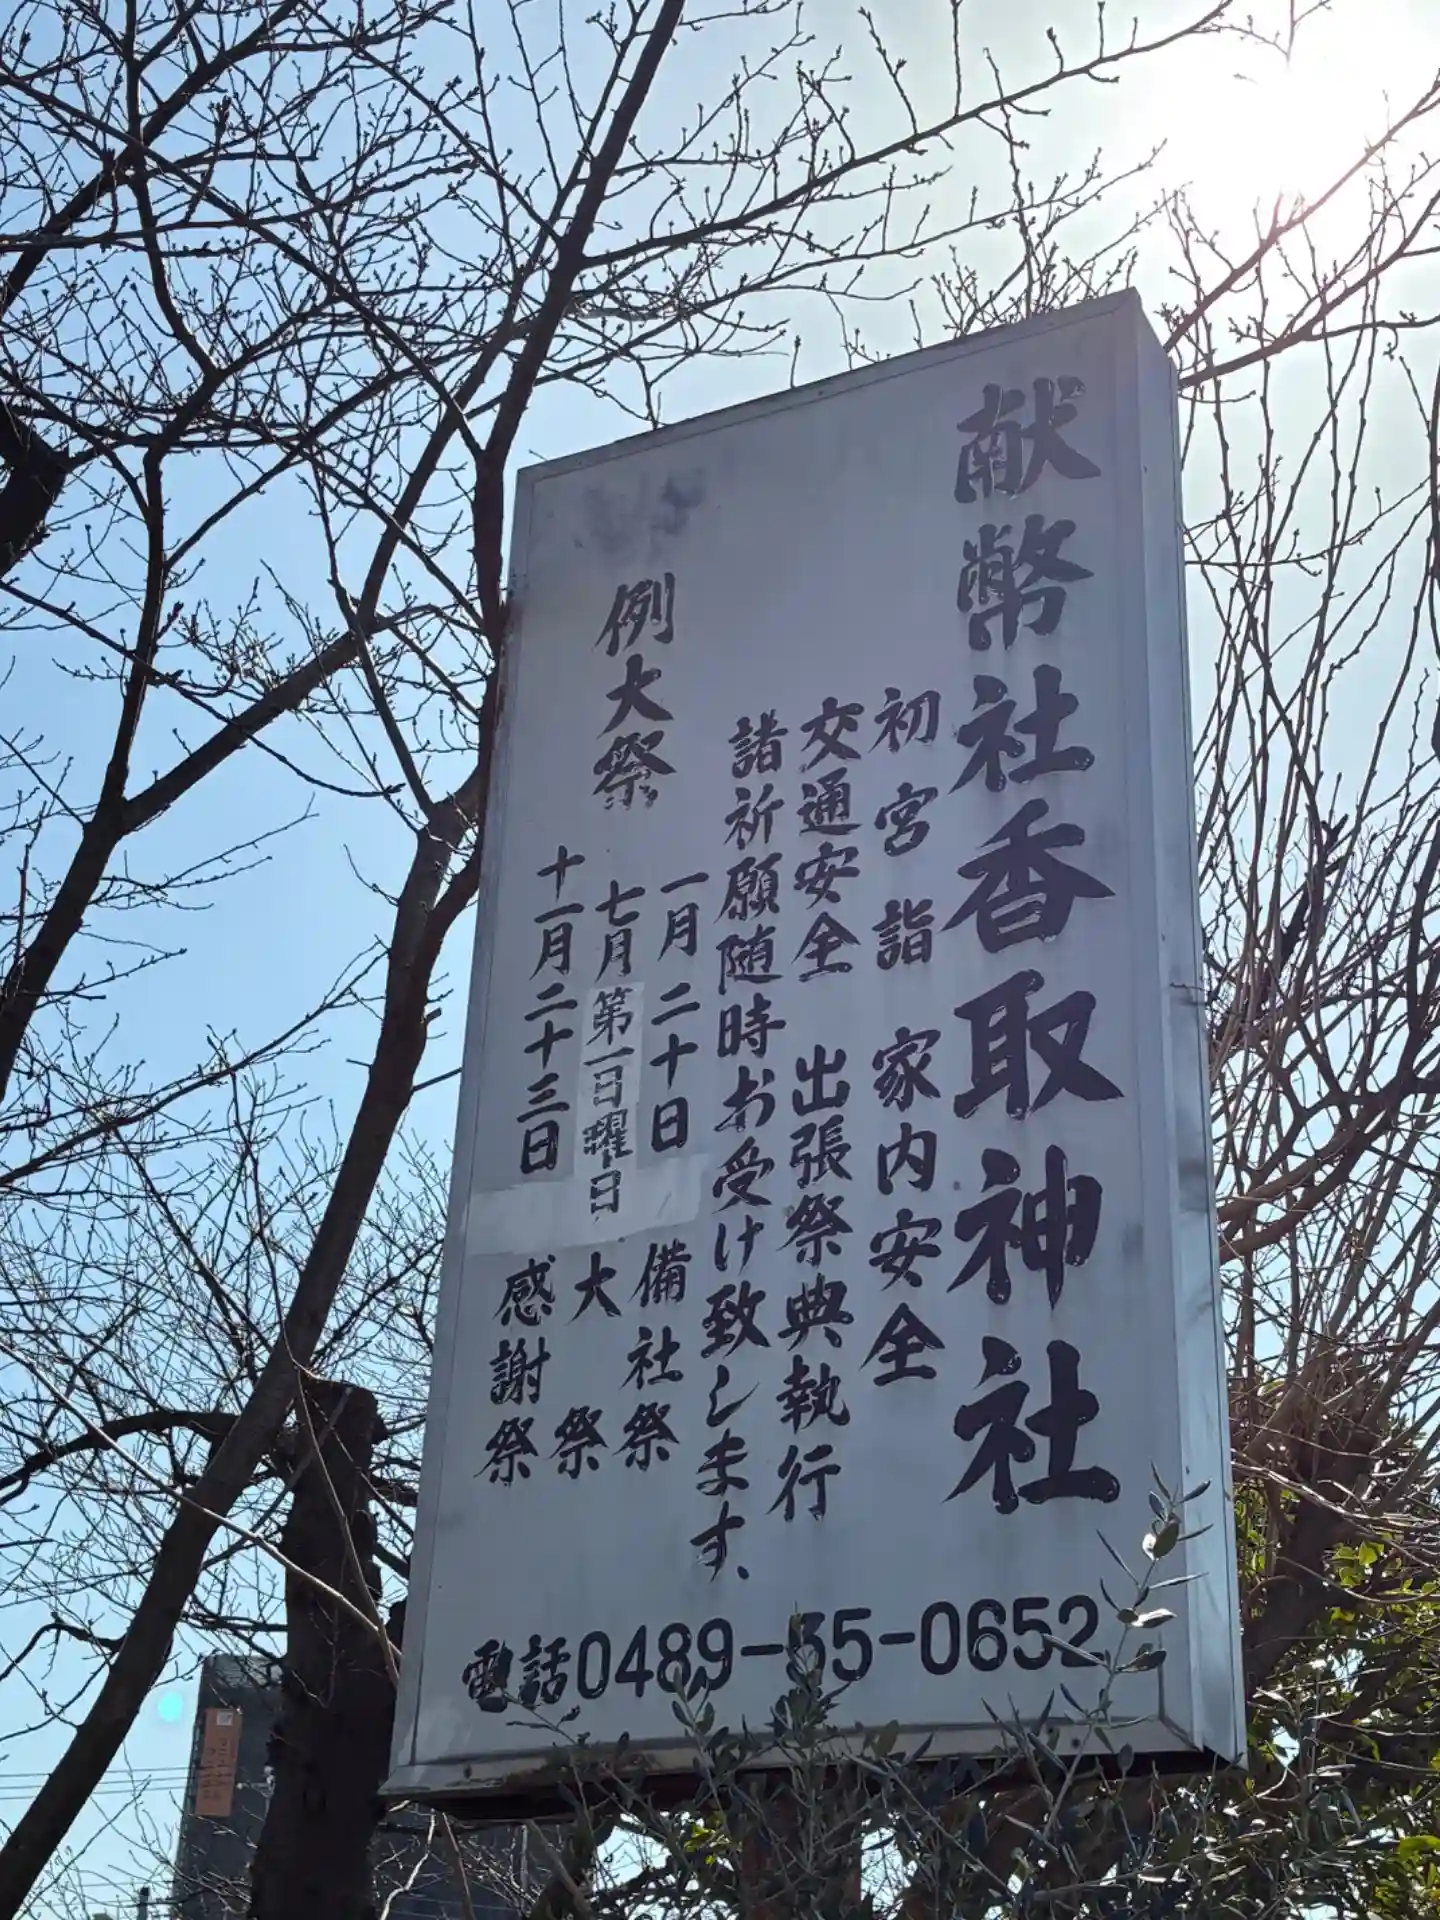 献幣社香取神社
初宮詣 家内安全
交通安全 出張祭典執行
諸祈願随時お受け致します、
例大祭
一月二十日 備社祭
七月第一日曜日 大祭
十一月二十三日 感謝祭
電話0489-35-0652